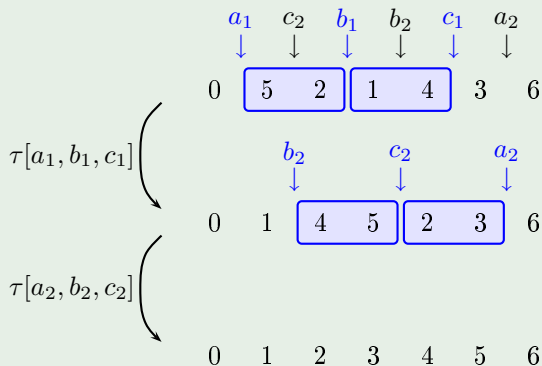 a₁ c₂ b₁ b₂ c₁ a₂
0 5 2 1 4 3 6
τ[a₁, b₁, c₁]
b₂ c₂ a₂
0 1 4 5 2 3 6
τ[a₂, b₂, c₂]
0 1 2 3 4 5 6